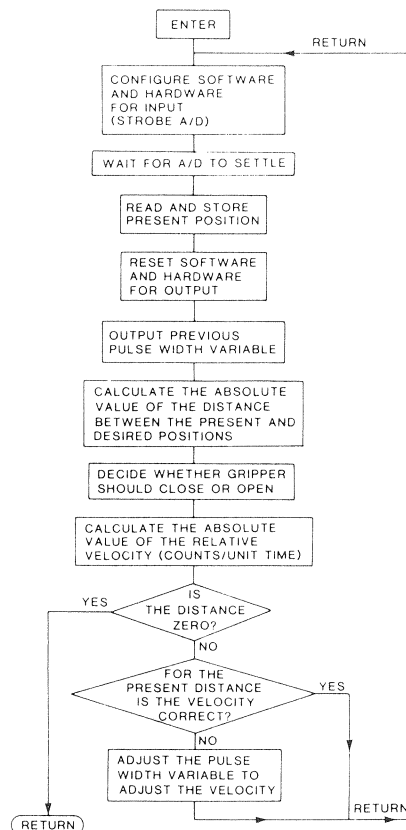 ENTER
RETURN
CONFIGURE SOFTWARE
AND HARDWARE
FOR INPUT
(STROBE A/D)
WAIT FOR A/D TO SETTLE
READ AND STORE
PRESENT POSITION
RESET SOFTWARE
AND HARDWARE
FOR OUTPUT
OUTPUT PREVIOUS
PULSE WIDTH VARIABLE
CALCULATE THE ABSOLUTE
VALUE OF THE DISTANCE
BETWEEN THE PRESENT AND
DESIRED POSITIONS
DECIDE WHETHER GRIPPER
SHOULD CLOSE OR OPEN
CALCULATE THE ABSOLUTE
VALUE OF THE RELATIVE
VELOCITY (COUNTS/UNIT TIME)
IS
THE DISTANCE
ZERO?
YES
NO
FOR THE
PRESENT DISTANCE
IS THE VELOCITY
CORRECT?
YES
NO
ADJUST THE PULSE
WIDTH VARIABLE TO
ADJUST THE VELOCITY
RETURN
RETURN